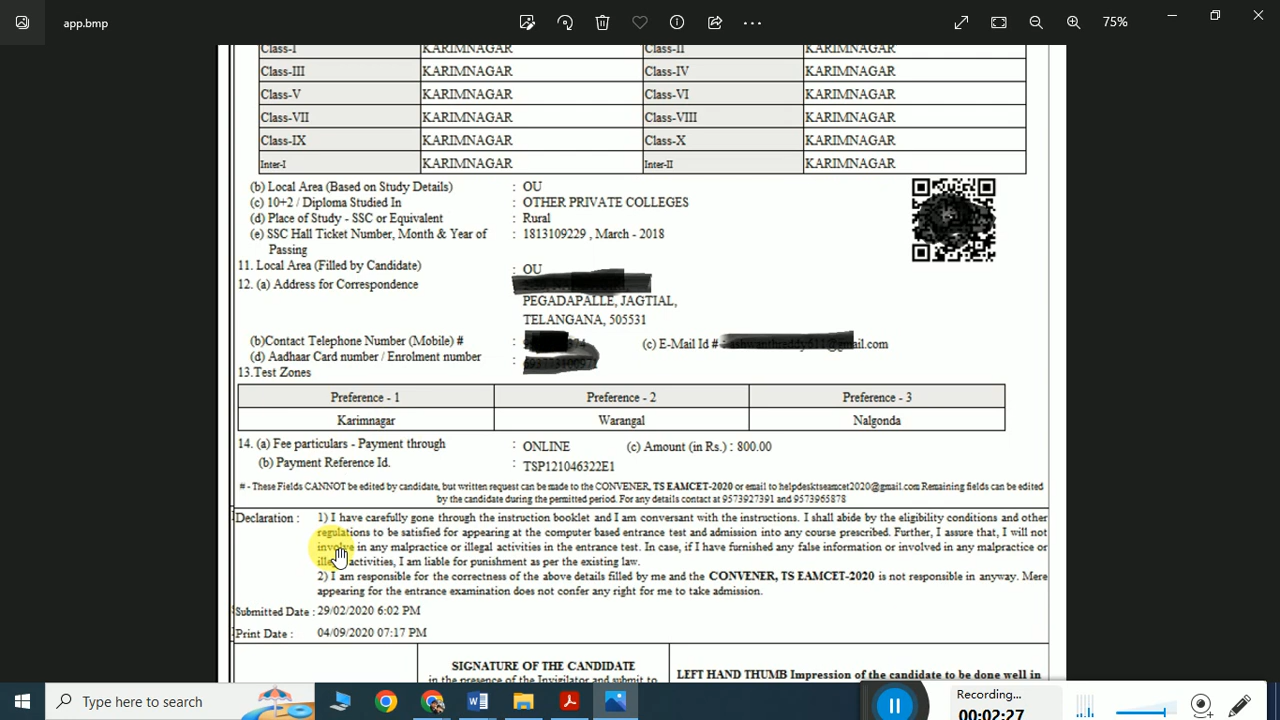 app.bmp
75%
Class-I KARIMNAGAR Class-II KARIMNAGAR
Class-III KARIMNAGAR Class-IV KARIMNAGAR
Class-V KARIMNAGAR Class-VI KARIMNAGAR
Class-VII KARIMNAGAR Class-VIII KARIMNAGAR
Class-IX KARIMNAGAR Class-X KARIMNAGAR
Inter-I KARIMNAGAR Inter-II KARIMNAGAR
(b) Local Area (Based on Study Details) : OU
(c) 10+2 / Diploma Studied In : OTHER PRIVATE COLLEGES
(d) Place of Study - SSC or Equivalent : Rural
(e) SSC Hall Ticket Number, Month & Year of : 1813109229 , March - 2018
Passing
11. Local Area (Filled by Candidate) : OU
12. (a) Address for Correspondence
PEGADAPALLE, JAGTIAL,
TELANGANA, 505531
(b)Contact Telephone Number (Mobile) # : (c) E-Mail Id # :
(d) Aadhaar Card number / Enrolment number :
13.Test Zones
Preference - 1 Preference - 2 Preference - 3
Karimnagar Warangal Nalgonda
14. (a) Fee particulars - Payment through : ONLINE (c) Amount (in Rs.) : 800.00
(b) Payment Reference Id. : TSP121046322E1
# - These Fields CANNOT be edited by candidate, but written request can be made to the CONVENER, TS EAMCET-2020 or email to helpdesktseamcet2020@gmail.com Remaining fields can be edited
by the candidate during the permitted period. For any details contact at 9573927391 and 9573965878
Declaration : 1) I have carefully gone through the instruction booklet and I am conversant with the instructions. I shall abide by the eligibility conditions and other
regulations to be satisfied for appearing at the computer based entrance test and admission into any course prescribed. Further, I assure that, I will not
involve in any malpractice or illegal activities in the entrance test. In case, if I have furnished any false information or involved in any malpractice or
activities, I am liable for punishment as per the existing law.
2) I am responsible for the correctness of the above details filled by me and the CONVENER, TS EAMCET-2020 is not responsible in anyway. Mere
appearing for the entrance examination does not confer any right for me to take admission.
Submitted Date : 29/02/2020 6:02 PM
Print Date : 04/09/2020 07:17 PM
SIGNATURE OF THE CANDIDATE
in the presence of the Invigilator and submit to
LEFT HAND THUMB Impression of the candidate to be done well in
Type here to search
Recording...
00:02:27